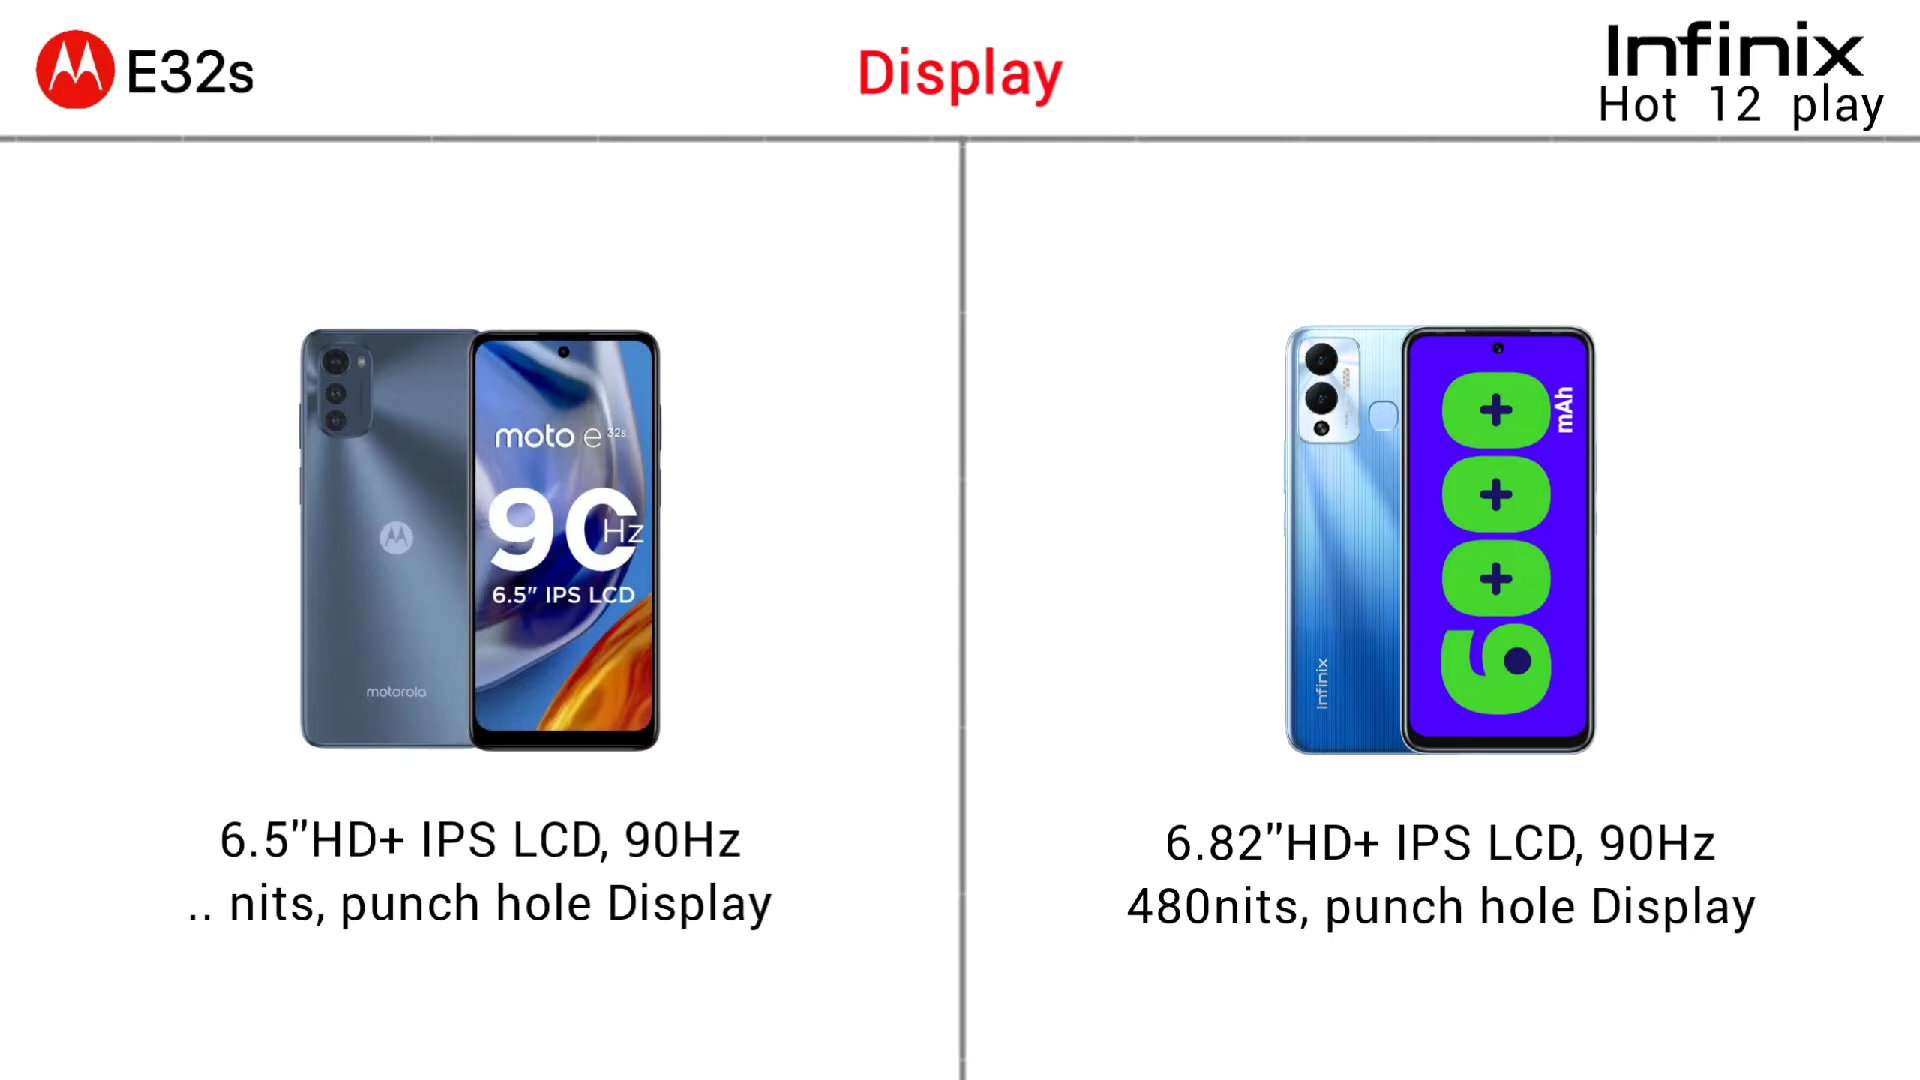 E32s
Display
Infinix
Hot 12 play
moto e 32s
90Hz
6.5" IPS LCD
motorola
6000
mAh
Infinix
6.5"HD+ IPS LCD, 90Hz
.. nits, punch hole Display
6.82"HD+ IPS LCD, 90Hz
480nits, punch hole Display